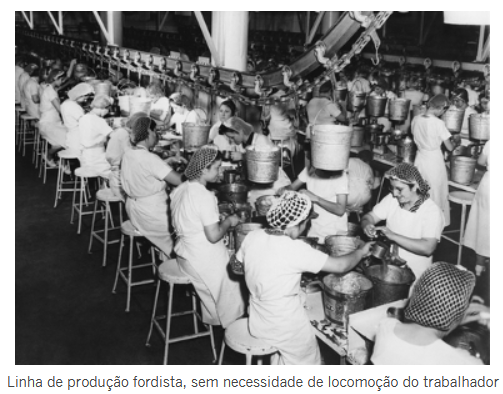 Linha de produção fordista, sem necessidade de locomoção do trabalhador